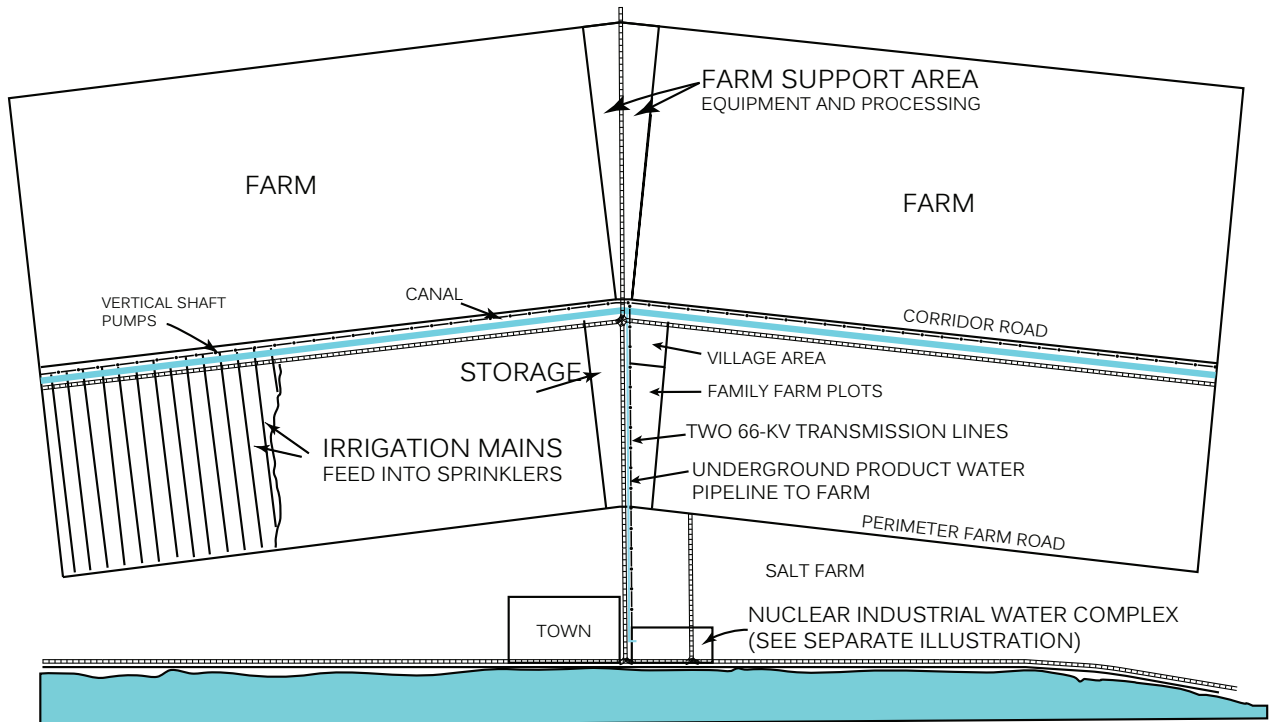 FARM SUPPORT AREA
EQUIPMENT AND PROCESSING
FARM
FARM
CANAL
VERTICAL SHAFT
PUMPS
CORRIDOR ROAD
STORAGE
VILLAGE AREA
FAMILY FARM PLOTS
TWO 66-KV TRANSMISSION LINES
IRRIGATION MAINS
FEED INTO SPRINKLERS
UNDERGROUND PRODUCT WATER
PIPELINE TO FARM
PERIMETER FARM ROAD
SALT FARM
TOWN
NUCLEAR INDUSTRIAL WATER COMPLEX
(SEE SEPARATE ILLUSTRATION)